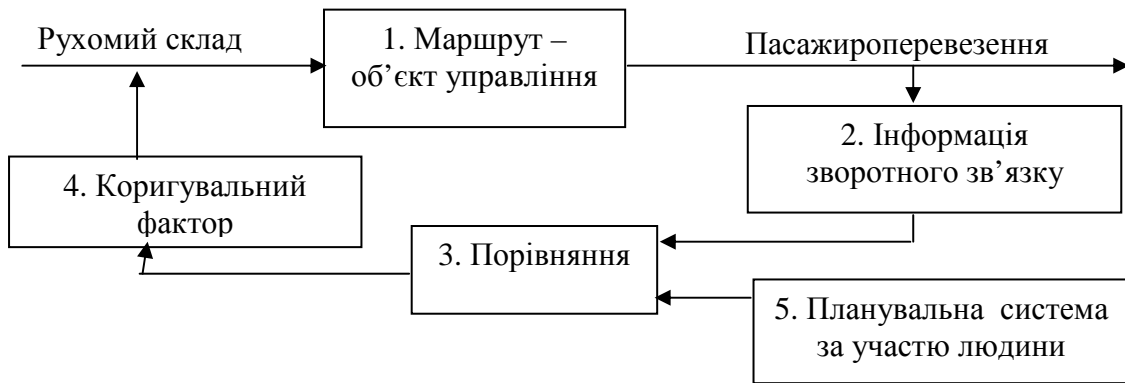 Рухомий склад
1. Маршрут –
об’єкт управління
Пасажироперевезення
2. Інформація
зворотного зв’язку
4. Коригувальний
фактор
3. Порівняння
5. Планувальна система
за участю людини